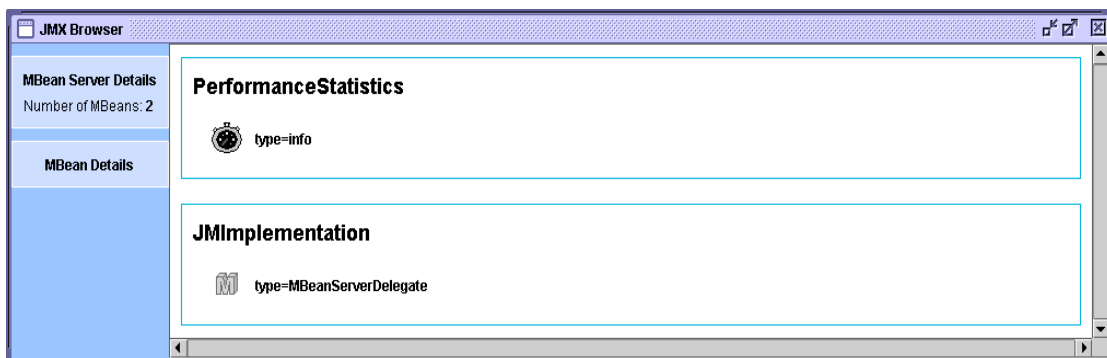 JMX Browser
MBean Server Details
Number of MBeans: 2
MBean Details
PerformanceStatistics
type=info
JMImplementation
type=MBeanServerDelegate